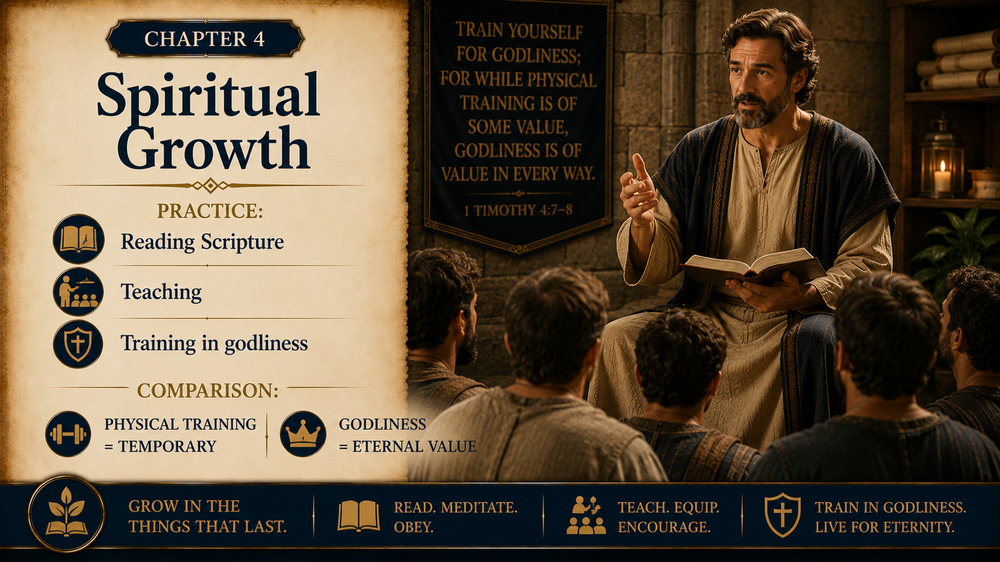 CHAPTER 4
Spiritual
Growth
PRACTICE:
Reading Scripture
Teaching
Training in godliness
COMPARISON:
PHYSICAL TRAINING
= TEMPORARY
GODLINESS
= ETERNAL VALUE
TRAIN YOURSELF
FOR GODLINESS;
FOR WHILE PHYSICAL
TRAINING IS OF
SOME VALUE,
GODLINESS IS OF
VALUE IN EVERY WAY.
1 TIMOTHY 4:7–8
GROW IN THE
THINGS THAT LAST.
READ. MEDITATE.
OBEY.
TEACH. EQUIP.
ENCOURAGE.
TRAIN IN GODLINESS.
LIVE FOR ETERNITY.